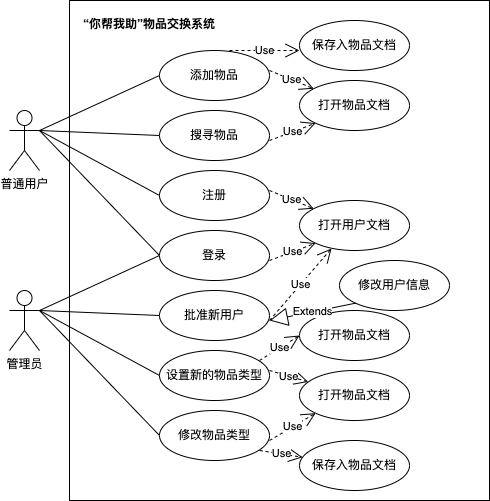 “你帮我助”物品交换系统
保存入物品文档
Use
添加物品
Use
打开物品文档
搜寻物品
Use
普通用户
注册
Use
打开用户文档
登录
Use
Use
修改用户信息
批准新用户
Extends
打开物品文档
Use
管理员
设置新的物品类型
Use
打开物品文档
Use
修改物品类型
Use
保存入物品文档